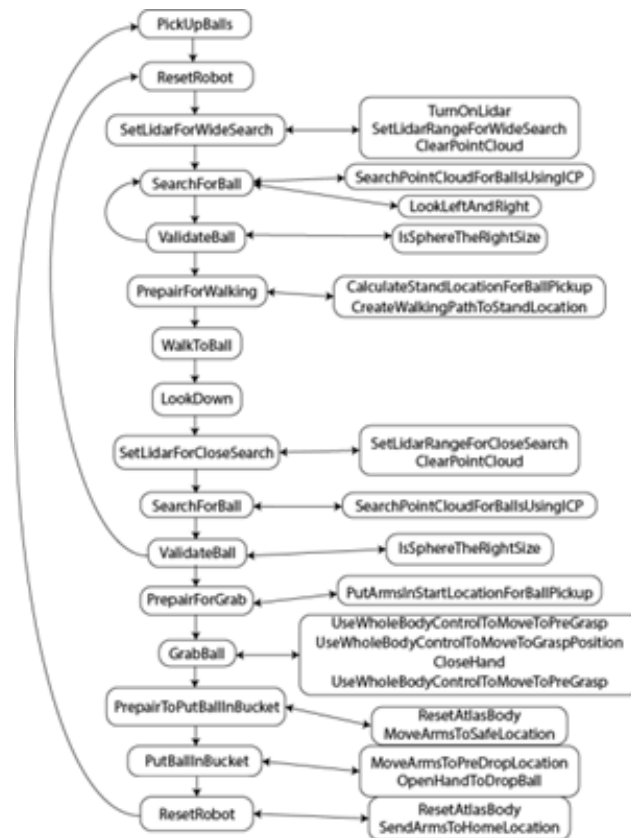 PickUpBalls
ResetRobot
SetLidarForWideSearch
TurnOnLidar
SetLidarRangeForWideSearch
ClearPointCloud
SearchForBall
SearchPointCloudForBallsUsingICP
LookLeftAndRight
ValidateBall
IsSphereTheRightSize
PrepairForWalking
CalculateStandLocationForBallPickup
CreateWalkingPathToStandLocation
WalkToBall
LookDown
SetLidarForCloseSearch
SetLidarRangeForCloseSearch
ClearPointCloud
SearchForBall
SearchPointCloudForBallsUsingICP
ValidateBall
IsSphereTheRightSize
PrepairForGrab
PutArmsInStartLocationForBallPickup
GrabBall
UseWholeBodyControlToMoveToPreGrasp
UseWholeBodyControlToMoveToGraspPosition
CloseHand
UseWholeBodyControlToMoveToPreGrasp
PrepairToPutBallInBucket
ResetAtlasBody
MoveArmsToSafeLocation
PutBallInBucket
MoveArmsToPreDropLocation
OpenHandToDropBall
ResetRobot
ResetAtlasBody
SendArmsToHomeLocation